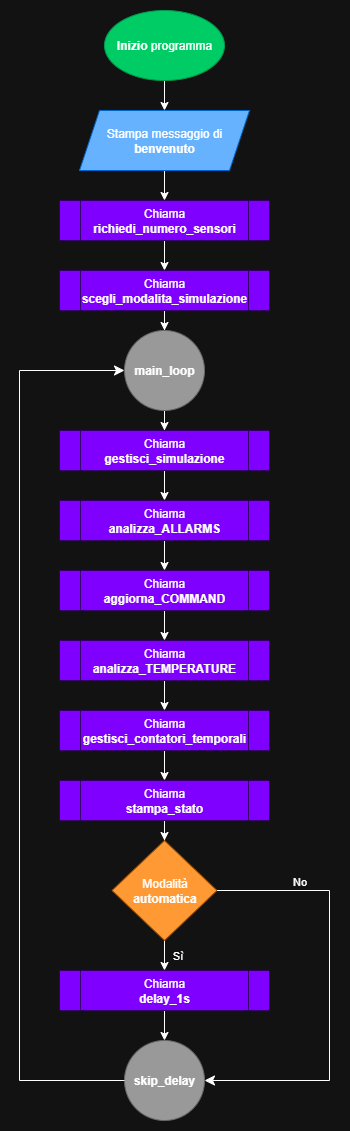 Inizio programma
Stampa messaggio di
benvenuto
Chiama
richiedi_numero_sensori
Chiama
scegli_modalita_simulazione
main_loop
Chiama
gestisci_simulazione
Chiama
analizza_ALLARMS
Chiama
aggiorna_COMMAND
Chiama
analizza_TEMPERATURE
Chiama
gestisci_contatori_temporali
Chiama
stampa_stato
Modalità
automatica
No
Sì
Chiama
delay_1s
skip_delay